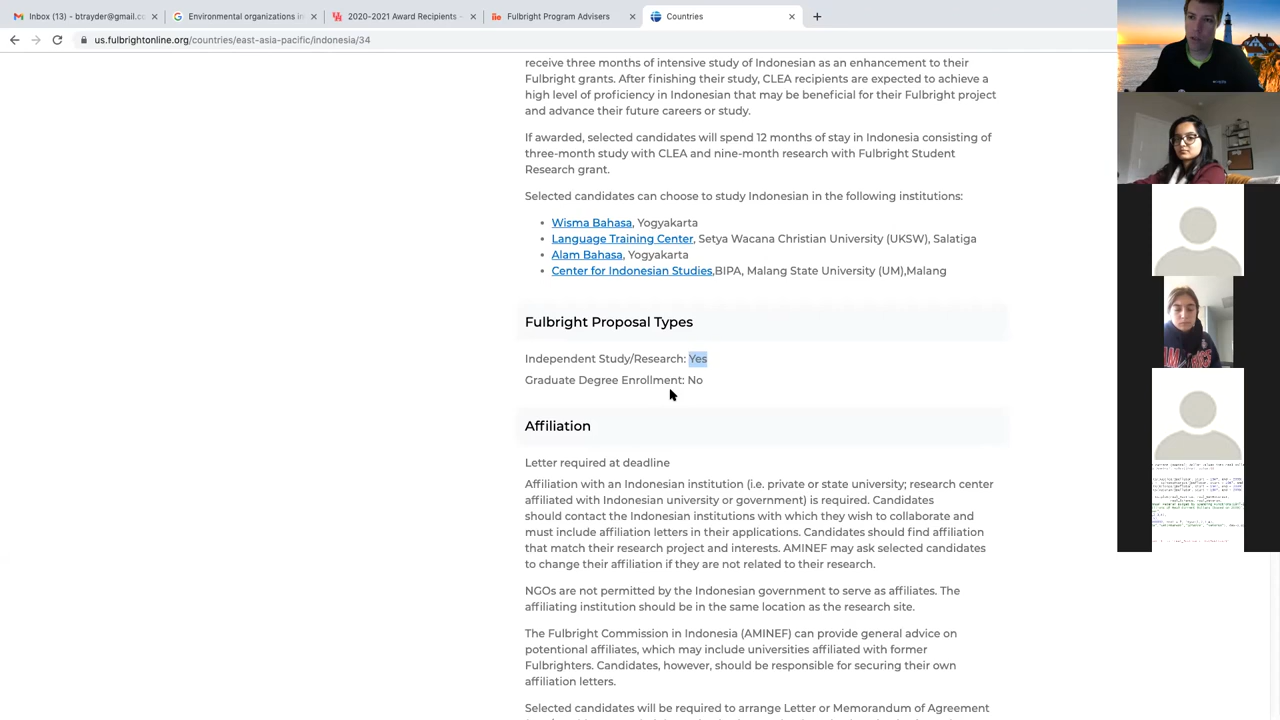 Inbox (13) - btrayder@gmail.co
Environmental organizations in
2020-2021 Award Recipients -
Fulbright Program Advisers
Countries
us.fulbrightonline.org/countries/east-asia-pacific/indonesia/34
receive three months of intensive study of Indonesian as an enhancement to their
Fulbright grants. After finishing their study, CLEA recipients are expected to achieve a
high level of proficiency in Indonesian that may be beneficial for their Fulbright project
and advance their future careers or study.
If awarded, selected candidates will spend 12 months of stay in Indonesia consisting of
three-month study with CLEA and nine-month research with Fulbright Student
Research grant.
Selected candidates can choose to study Indonesian in the following institutions:
Wisma Bahasa, Yogyakarta
Language Training Center, Setya Wacana Christian University (UKSW), Salatiga
Alam Bahasa, Yogyakarta
Center for Indonesian Studies,BIPA, Malang State University (UM),Malang
Fulbright Proposal Types
Independent Study/Research: Yes
Graduate Degree Enrollment: No
Affiliation
Letter required at deadline
Affiliation with an Indonesian institution (i.e. private or state university; research center
affiliated with Indonesian university or government) is required. Candidates
should contact the Indonesian institutions with which they wish to collaborate and
must include affiliation letters in their applications. Candidates should find affiliation
that match their research project and interests. AMINEF may ask selected candidates
to change their affiliation if they are not related to their research.
NGOs are not permitted by the Indonesian government to serve as affiliates. The
affiliating institution should be in the same location as the research site.
The Fulbright Commission in Indonesia (AMINEF) can provide general advice on
potential affiliates, which may include universities affiliated with former
Fulbrighters. Candidates, however, should be responsible for securing their own
affiliation letters.
Selected candidates will be required to arrange Letter or Memorandum of Agreement